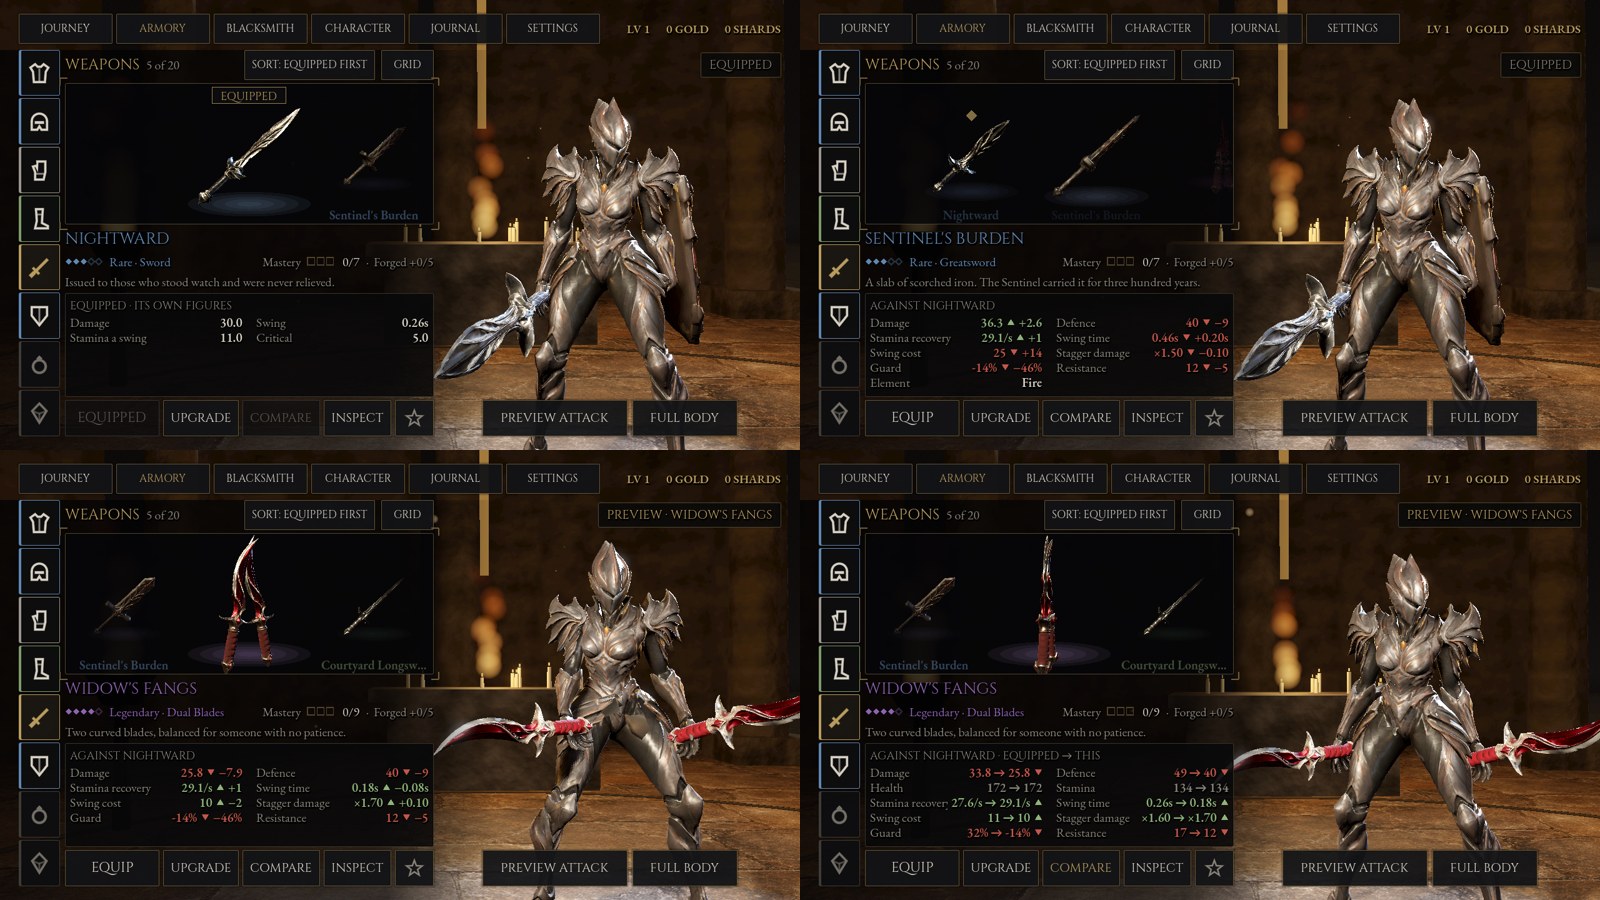 JOURNEY ARMORY BLACKSMITH CHARACTER JOURNAL SETTINGS LV 1 0 GOLD 0 SHARDS
WEAPONS 5 of 20 SORT: EQUIPPED FIRST GRID EQUIPPED
EQUIPPED
Sentinel's Burden
NIGHTWARD
Rare · Sword Mastery 0/7 · Forged +0/5
Issued to those who stood watch and were never relieved.
EQUIPPED · ITS OWN FIGURES
Damage 30.0 Swing 0.26s
Stamina a swing 11.0 Critical 5.0
EQUIPPED UPGRADE COMPARE INSPECT PREVIEW ATTACK FULL BODY
JOURNEY ARMORY BLACKSMITH CHARACTER JOURNAL SETTINGS LV 1 0 GOLD 0 SHARDS
WEAPONS 5 of 20 SORT: EQUIPPED FIRST GRID EQUIPPED
Nightward Sentinel's Burden
SENTINEL'S BURDEN
Rare · Greatsword Mastery 0/7 · Forged +0/5
A slab of scorched iron. The Sentinel carried it for three hundred years.
AGAINST NIGHTWARD
Damage 36.3 ▲ +2.6 Defence 40 ▼ −9
Stamina recovery 29.1/s ▲ +1 Swing time 0.46s ▼ +0.20s
Swing cost 25 ▼ +14 Stagger damage ×1.50 ▼ −0.10
Guard -14% ▼ −46% Resistance 12 ▼ −5
Element Fire
EQUIP UPGRADE COMPARE INSPECT PREVIEW ATTACK FULL BODY
JOURNEY ARMORY BLACKSMITH CHARACTER JOURNAL SETTINGS LV 1 0 GOLD 0 SHARDS
WEAPONS 5 of 20 SORT: EQUIPPED FIRST GRID PREVIEW · WIDOW'S FANGS
Sentinel's Burden Courtyard Longsw...
WIDOW'S FANGS
Legendary · Dual Blades Mastery 0/9 · Forged +0/5
Two curved blades, balanced for someone with no patience.
AGAINST NIGHTWARD
Damage 25.8 ▼ −7.9 Defence 40 ▼ −9
Stamina recovery 29.1/s ▲ +1 Swing time 0.18s ▲ −0.08s
Swing cost 10 ▲ −2 Stagger damage ×1.70 ▲ +0.10
Guard -14% ▼ −46% Resistance 12 ▼ −5
EQUIP UPGRADE COMPARE INSPECT PREVIEW ATTACK FULL BODY
JOURNEY ARMORY BLACKSMITH CHARACTER JOURNAL SETTINGS LV 1 0 GOLD 0 SHARDS
WEAPONS 5 of 20 SORT: EQUIPPED FIRST GRID PREVIEW · WIDOW'S FANGS
Sentinel's Burden Courtyard Longsw...
WIDOW'S FANGS
Legendary · Dual Blades Mastery 0/9 · Forged +0/5
Two curved blades, balanced for someone with no patience.
AGAINST NIGHTWARD · EQUIPPED → THIS
Damage 33.8 → 25.8 ▼ Defence 49 → 40 ▼
Health 172 → 172 Stamina 134 → 134
Stamina recovery 27.6/s → 29.1/s ▲ Swing time 0.26s → 0.18s ▲
Swing cost 11 → 10 ▲ Stagger damage ×1.60 → ×1.70 ▲
Guard 32% → -14% ▼ Resistance 17 → 12 ▼
EQUIP UPGRADE COMPARE INSPECT PREVIEW ATTACK FULL BODY